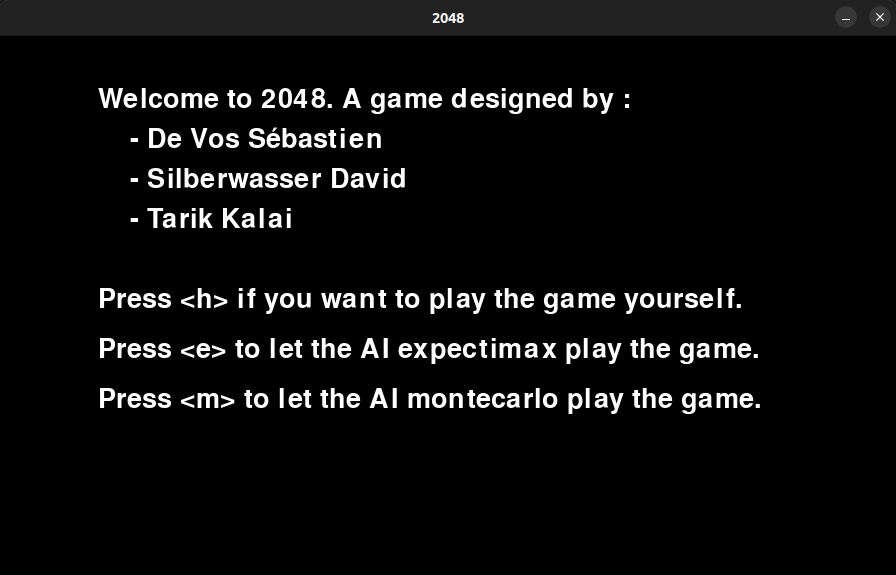 2048
Welcome to 2048. A game designed by :
- De Vos Sébastien
- Silberwasser David
- Tarik Kalai
Press <h> if you want to play the game yourself.
Press <e> to let the AI expectimax play the game.
Press <m> to let the AI montecarlo play the game.